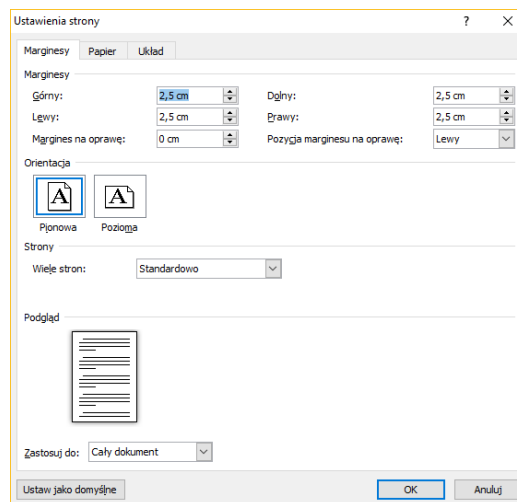 Ustawienia strony ? ×
Marginesy Papier Układ
Marginesy
Górny: 2,5 cm Dolny: 2,5 cm
Lewy: 2,5 cm Prawy: 2,5 cm
Margines na oprawę: 0 cm Pozycja marginesu na oprawę: Lewy
Orientacja
A A
Pionowa Pozioma
Strony
Wiele stron: Standardowo
Podgląd
Zastosuj do: Cały dokument
Ustaw jako domyślne OK Anuluj